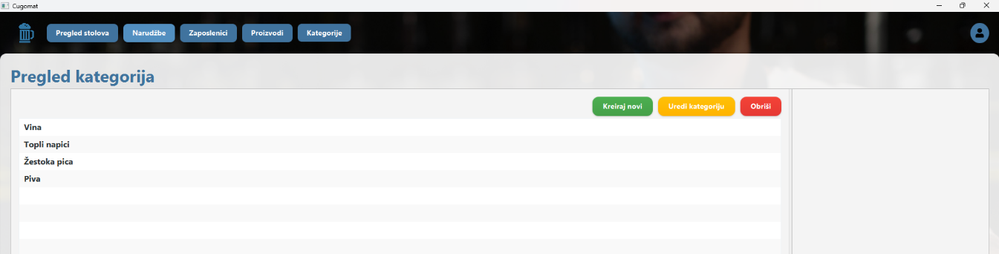 Cugomat
Pregled stolova Narudžbe Zaposlenici Proizvodi Kategorije
Pregled kategorija
Kreiraj novi Uredi kategoriju Obriši
Vina
Topli napici
Žestoka pica
Piva